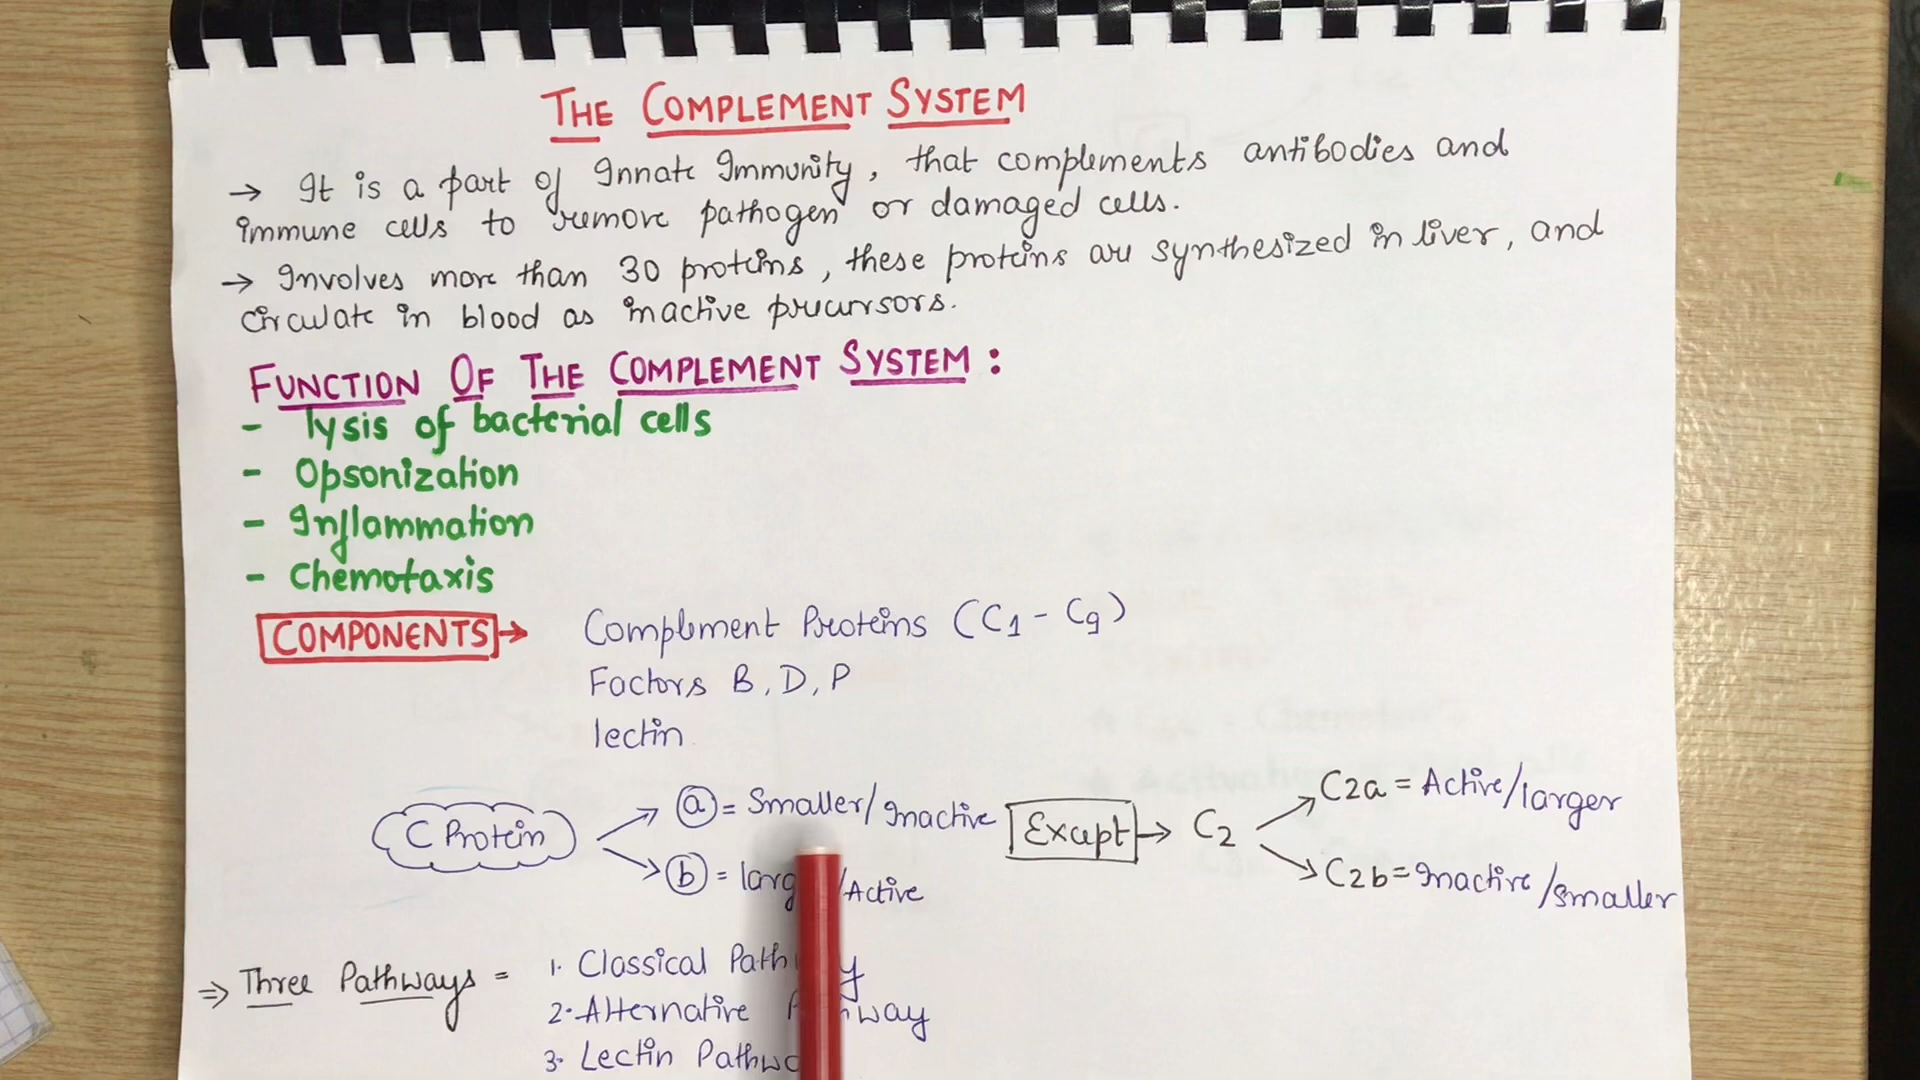 THE COMPLEMENT SYSTEM
→ It is a part of Innate Immunity, that complements antibodies and
immune cells to remove pathogen or damaged cells.
→ Involves more than 30 proteins, these proteins are synthesized in liver, and
circulate in blood as inactive precursors.
FUNCTION OF THE COMPLEMENT SYSTEM:
- lysis of bacterial cells
- Opsonization
- Inflammation
- Chemotaxis
COMPONENTS → Complement Proteins (C1 - C9)
Factors B, D, P
lectin
C Protein
a = Smaller/Inactive
b = /Active
Except → C2
C2a = Active/larger
C2b = Inactive/smaller
⇒ Three Pathways =
1. Classical
2. Alternative
3. Lectin